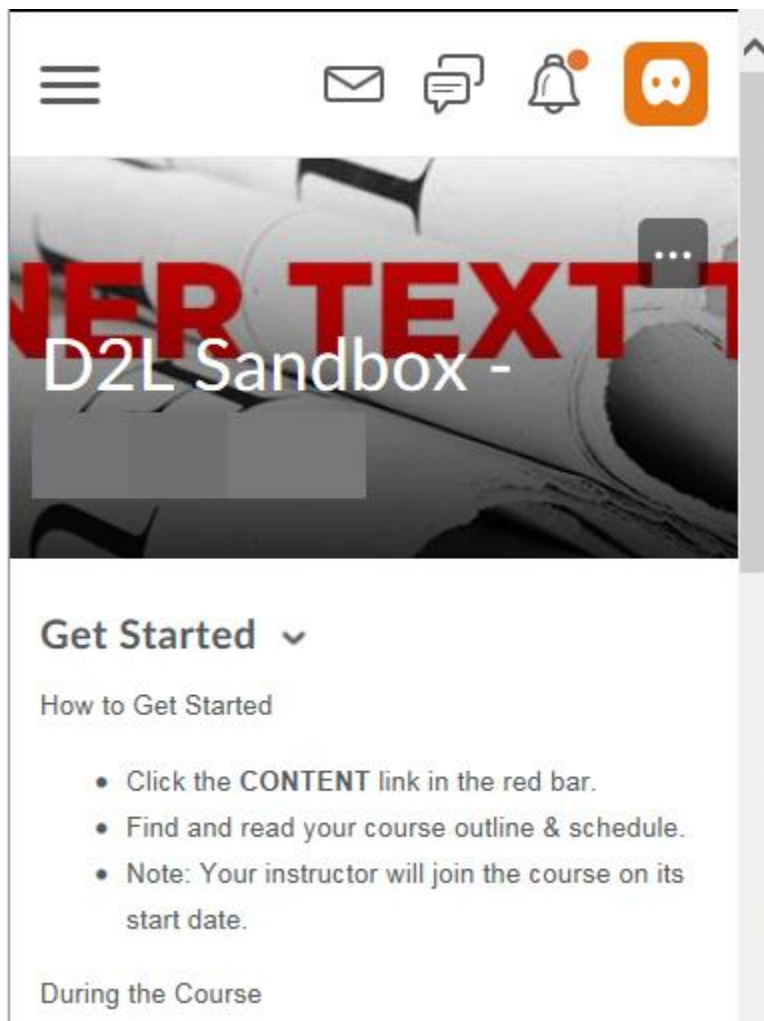 NER TEXT T
D2L Sandbox -
Get Started
How to Get Started
Click the CONTENT link in the red bar.
Find and read your course outline & schedule.
Note: Your instructor will join the course on its
start date.
During the Course